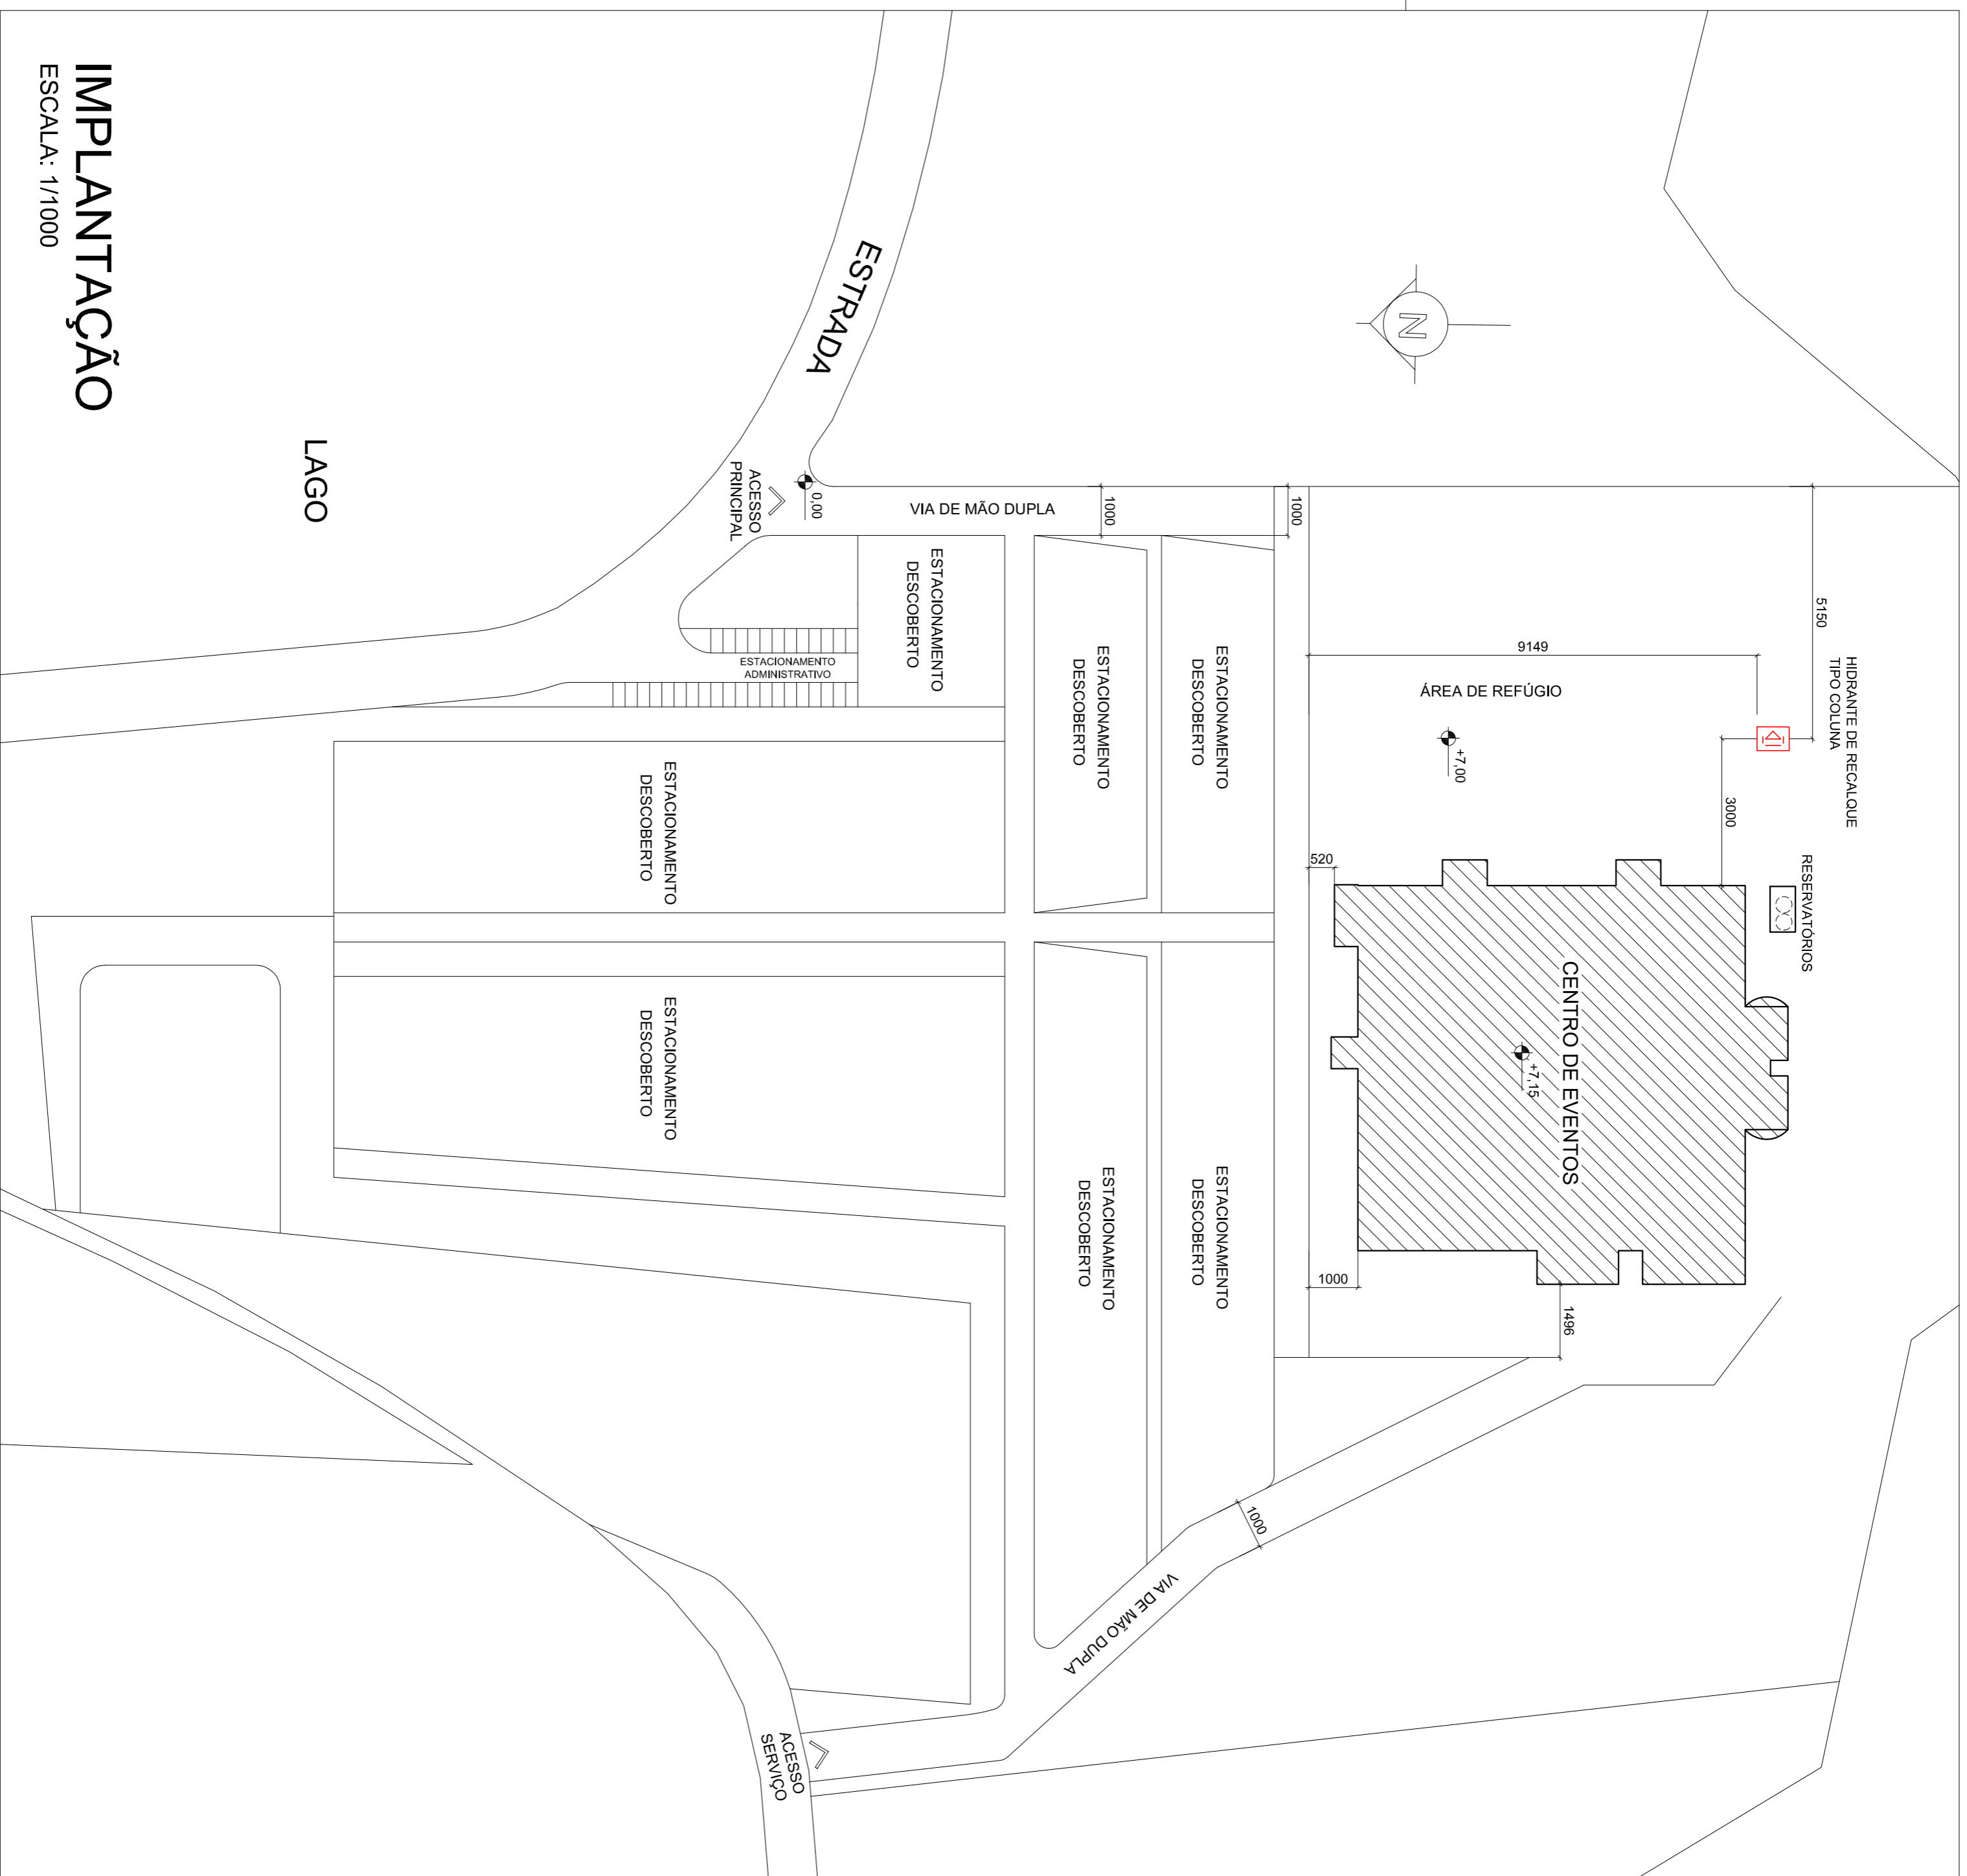 IMPLANTAÇÃO
ESCALA: 1/1000
LAGO
ESTRADA
N
ACESSO
PRINCIPAL
0,00
VIA DE MÃO DUPLA
1000
1000
5150
HIDRANTE DE RECALQUE
TIPO COLUNA
9149
ÁREA DE REFÚGIO
+7,00
3000
RESERVATÓRIOS
520
CENTRO DE EVENTOS
+7,15
1000
1496
ESTACIONAMENTO
DESCOBERTO
ESTACIONAMENTO
ADMINISTRATIVO
ESTACIONAMENTO
DESCOBERTO
ESTACIONAMENTO
DESCOBERTO
ESTACIONAMENTO
DESCOBERTO
ESTACIONAMENTO
DESCOBERTO
ESTACIONAMENTO
DESCOBERTO
ESTACIONAMENTO
DESCOBERTO
1000
VIA DE MÃO DUPLA
ACESSO
SERVIÇO